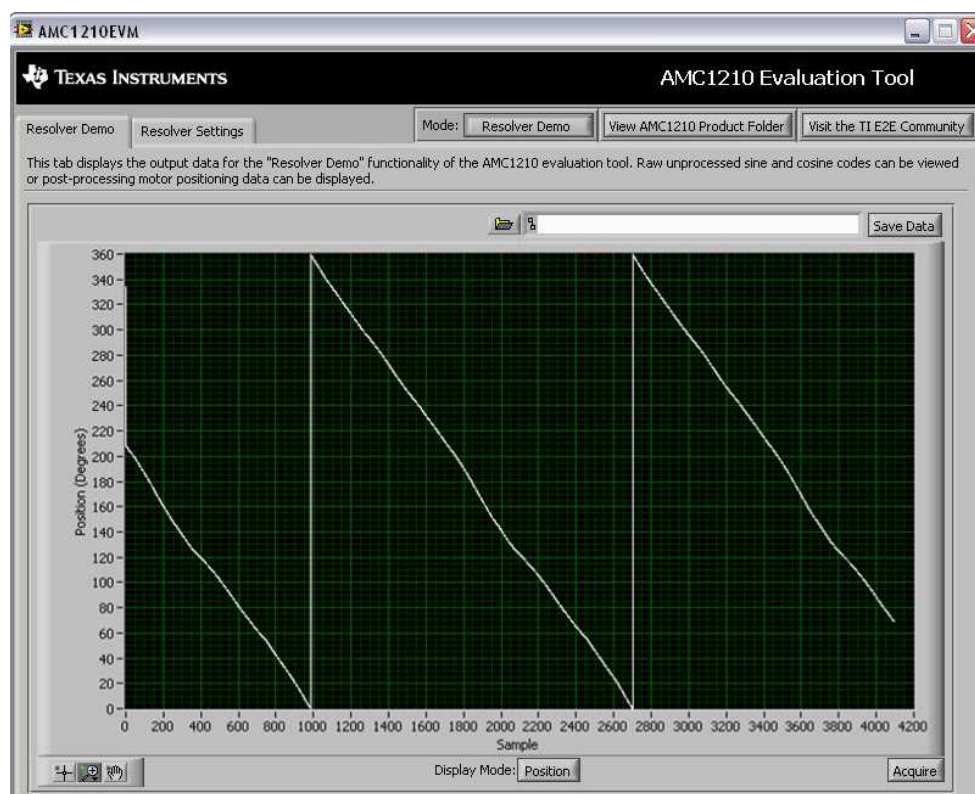 AMC1210EVM
TEXAS INSTRUMENTS
AMC1210 Evaluation Tool
Resolver Demo
Resolver Settings
Mode: Resolver Demo
View AMC1210 Product Folder
Visit the TI E2E Community
This tab displays the output data for the "Resolver Demo" functionality of the AMC1210 evaluation tool. Raw unprocessed sine and cosine codes can be viewed
or post-processing motor positioning data can be displayed.
Save Data
Position (Degrees)
360
340
320
300
280
260
240
220
200
180
160
140
120
100
80
60
40
20
0
0 200 400 600 800 1000 1200 1400 1600 1800 2000 2200 2400 2600 2800 3000 3200 3400 3600 3800 4000 4200
Sample
Display Mode: Position
Acquire